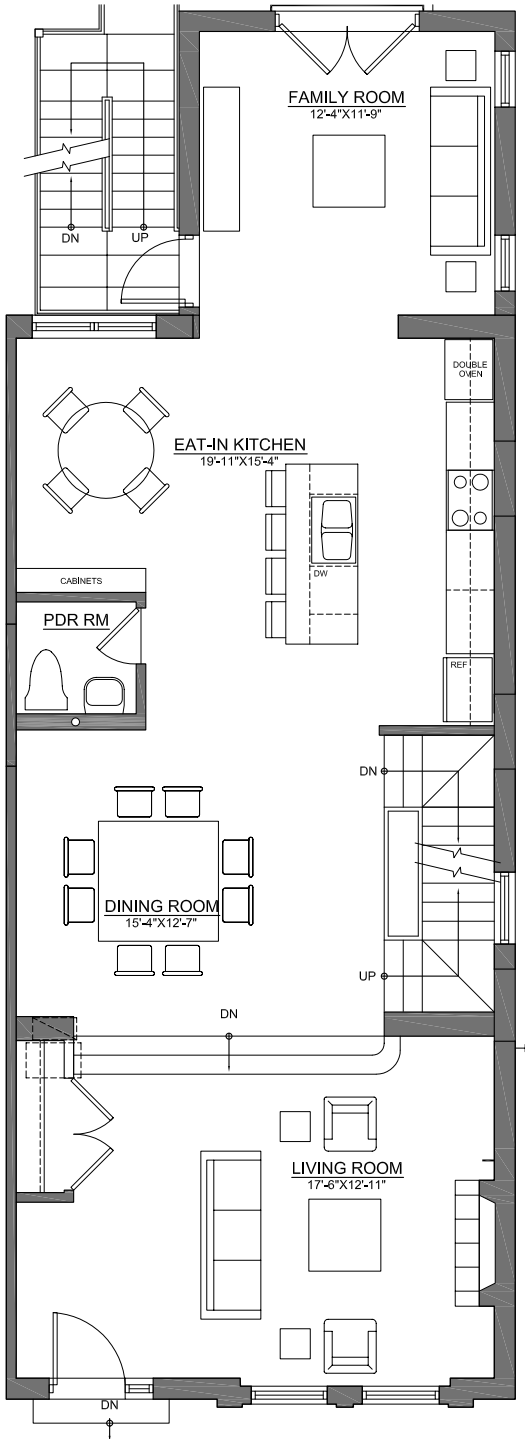 FAMILY ROOM
12'-4"X11'-9"
DN
UP
DOUBLE
OVEN
EAT-IN KITCHEN
19'-11"X15'-4"
DW
CABINETS
PDR RM
REF
DN
DINING ROOM
15'-4"X12'-7"
UP
DN
LIVING ROOM
17'-6"X12'-11"
DN